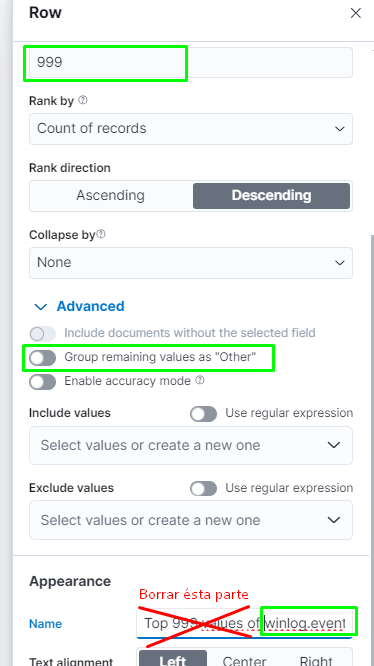 Row
999
Rank by
Count of records
Rank direction
Ascending Descending
Collapse by
None
Advanced
Include documents without the selected field
Group remaining values as "Other"
Enable accuracy mode
Include values Use regular expression
Select values or create a new one
Exclude values Use regular expression
Select values or create a new one
Appearance
Borrar ésta parte
Name Top 999 values of winlog.event
Text alignment Left Center Right